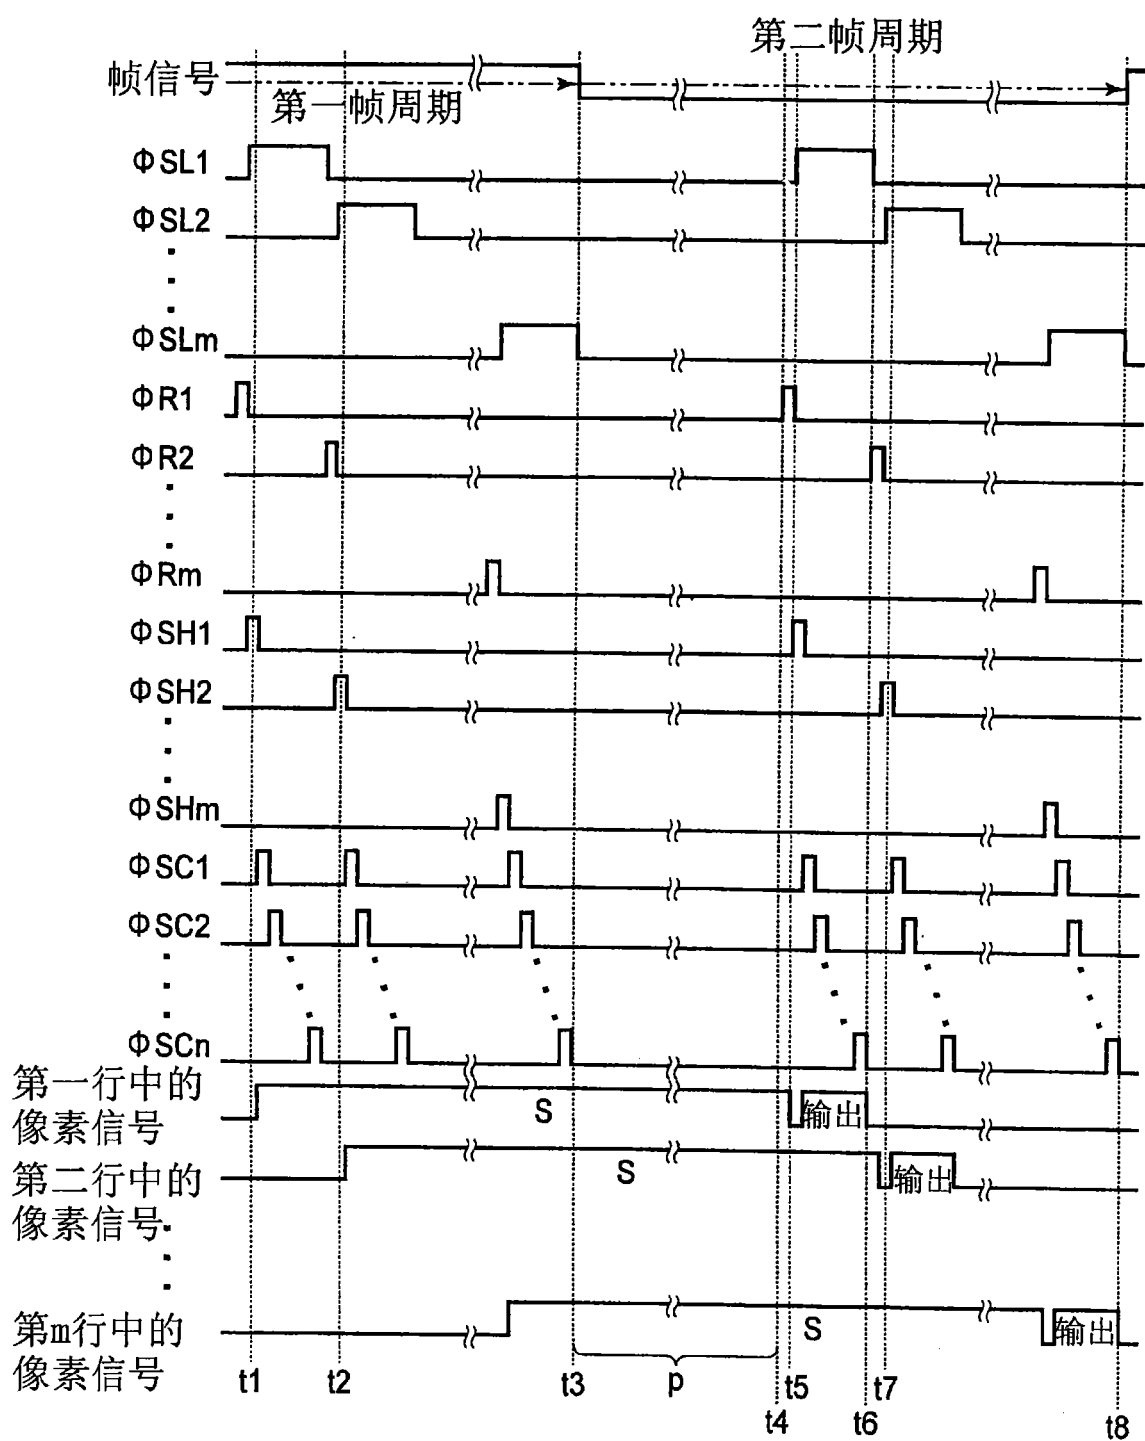 第二帧周期
帧信号
第一帧周期
ΦSL1
ΦSL2
ΦSLm
ΦR1
ΦR2
ΦRm
ΦSH1
ΦSH2
ΦSHm
ΦSC1
ΦSC2
ΦSCn
第一行中的
像素信号
S
输出
第二行中的
像素信号
S
输出
第m行中的
像素信号
S
输出
t1
t2
t3
p
t4
t5
t6
t7
t8